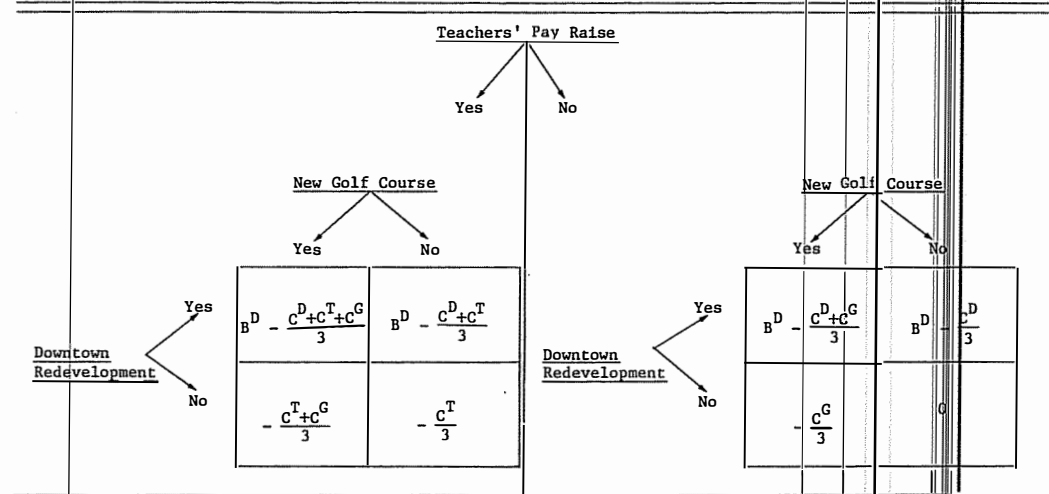 Teachers' Pay Raise
Yes No
New Golf Course New Golf Course
Yes No Yes No
Yes B^D - (C^D+C^T+C^G)/3 B^D - (C^D+C^T)/3 Yes B^D - (C^D+C^G)/3 B^D - C^D/3
Downtown Downtown
Redevelopment Redevelopment
No - (C^T+C^G)/3 - C^T/3 No - C^G/3 0